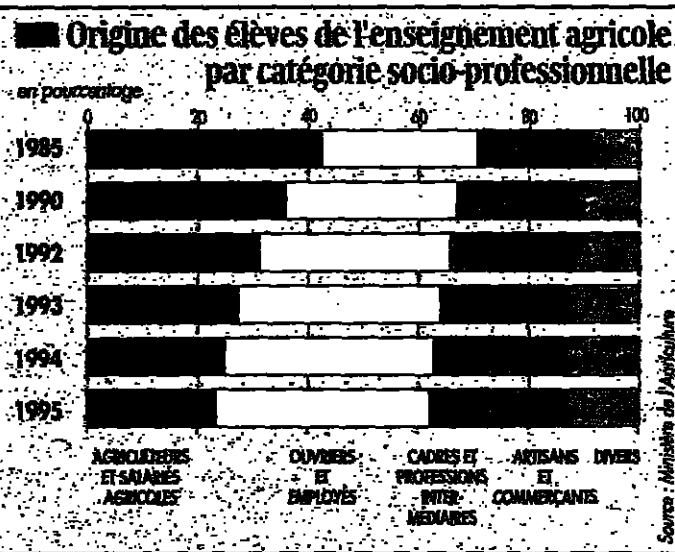 Origine des élèves de l'enseignement agricole
par catégorie socio-professionnelle
en pourcentage
0 20 40 60 80 100
1985
1990
1992
1993
1994
1995
AGRICULTEURS
ET SALARIÉS
AGRICOLES
OUVRIERS
ET
EMPLOYÉS
CADRES ET
PROFESSIONS
INTER-
MÉDIAIRES
ARTISANS
ET
COMMERÇANTS
DIVERS
Source : Ministère de l'Agriculture